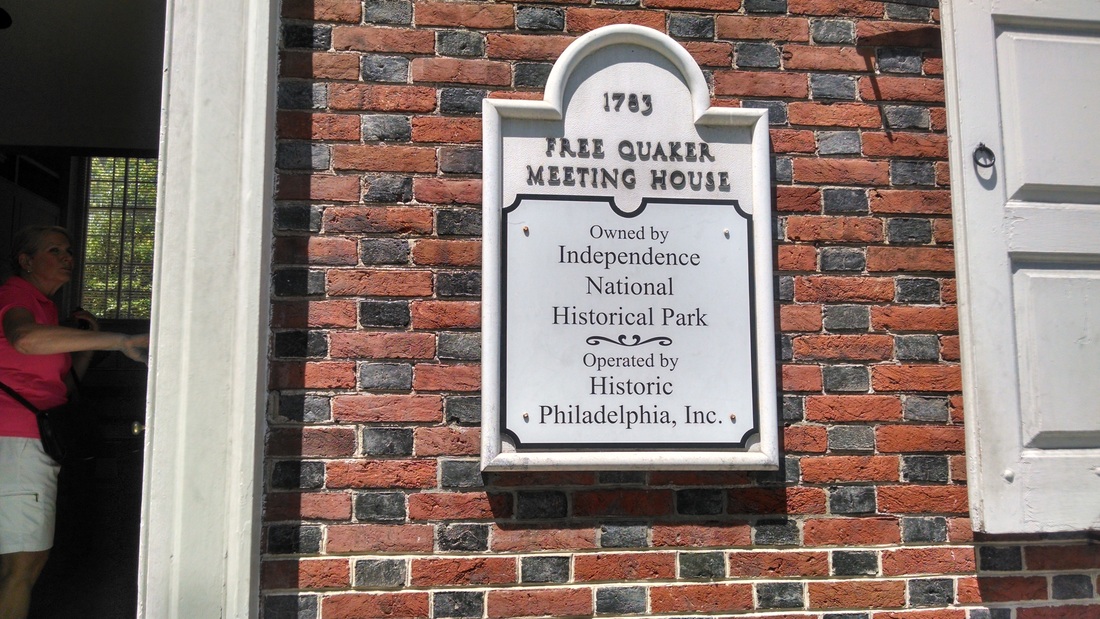 1783
FREE QUAKER
MEETING HOUSE
Owned by
Independence
National
Historical Park
Operated by
Historic
Philadelphia, Inc.